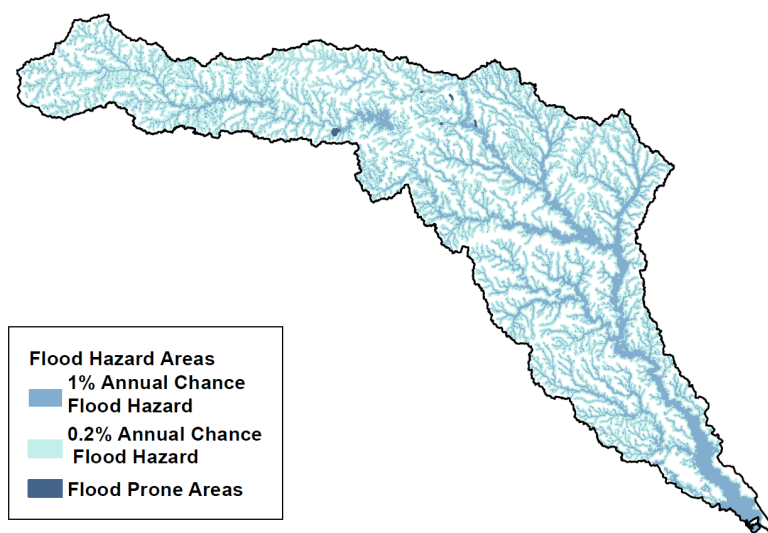 Flood Hazard Areas
1% Annual Chance
Flood Hazard
0.2% Annual Chance
Flood Hazard
Flood Prone Areas